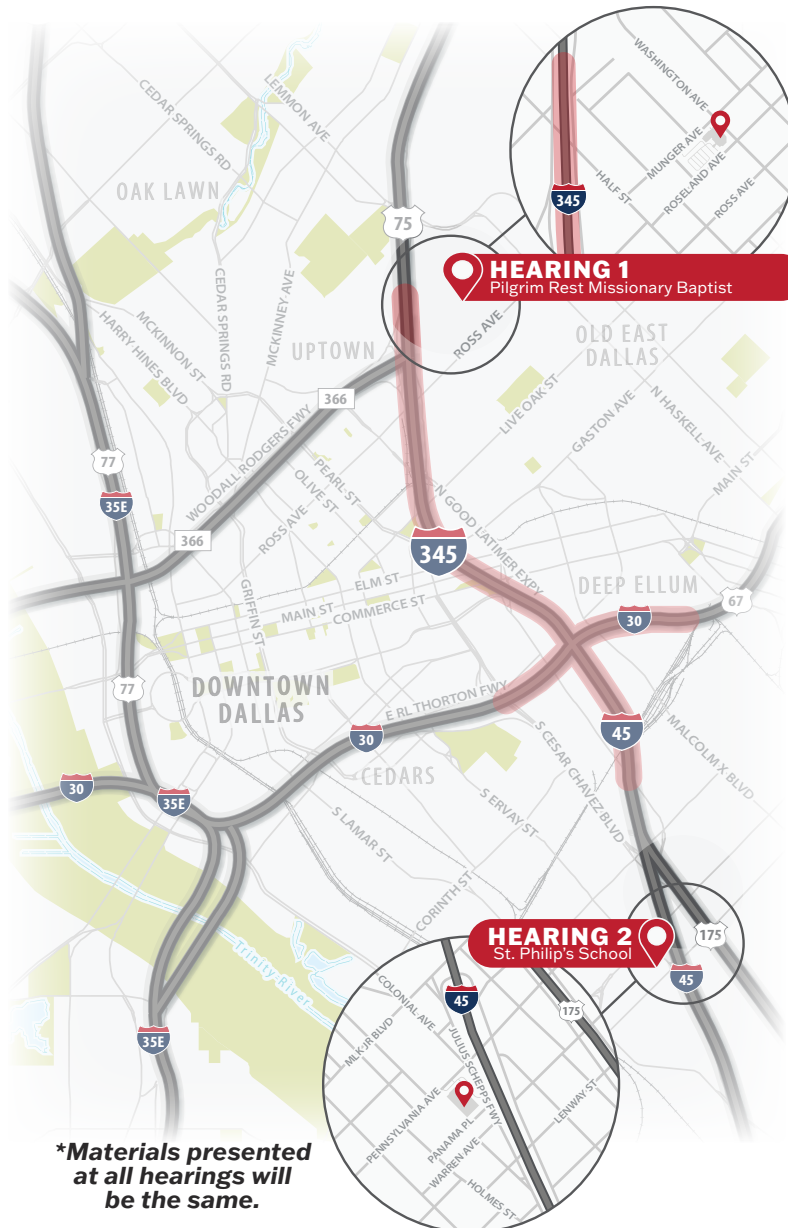 WASHINGTON AVE
MUNGER AVE
ROSELAND AVE
HALF ST
ROSS AVE
345
CEDAR SPRINGS RD
LEMMON AVE
OAK LAWN
75
HEARING 1
Pilgrim Rest Missionary Baptist
CEDAR SPRINGS RD
MCKINNEY AVE
ROSS AVE
OLD EAST
DALLAS
MCKINNON ST
HARRY HINES BLVD
UPTOWN
366
LIVE OAK ST
GASTON AVE
N HASKELL-AVE
MAIN ST
77
35E
WOODALL RODGERS FWY
PEARL ST
OLIVE ST
ROSS AVE
366
N GOOD LATIMER EXPY
345
ELM ST
MAIN ST
COMMERCE ST
GRIFFIN ST
DEEP ELLUM
67
30
77
DOWNTOWN
DALLAS
E RL THORTON FWY
30
45
CEDARS
S CESAR CHAVEZ BLVD
MALCOLM X BLVD
30
35E
S LAMAR ST
S SERVAY ST
CORINTH ST
Trinity River
HEARING 2
St. Philip's School
175
45
45
175
COLONIAL AVE
MLK JR BLVD
JULIUS SCHEPPS FWY
PENNSYLVANIA AVE
PANAMA PL
WARREN AVE
LENWAY ST
HOLMES ST
35E
*Materials presented
at all hearings will
be the same.